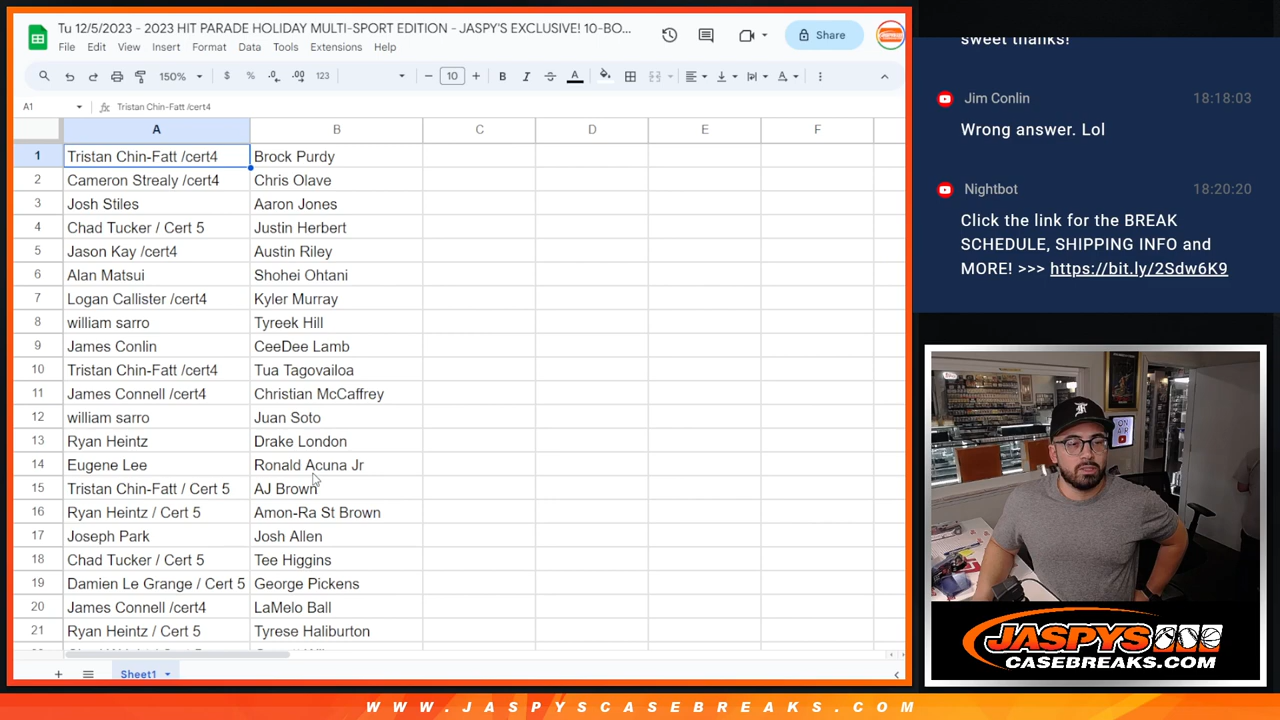 Tu 12/5/2023 - 2023 HIT PARADE HOLIDAY MULTI-SPORT EDITION - JASPY'S EXCLUSIVE! 10-BO...
File Edit View Insert Format Data Tools Extensions Help
Share
150% $ % .0 .00 123 10 B I A
A1 fx Tristan Chin-Fatt /cert4
A B C D E F
1 Tristan Chin-Fatt /cert4 Brock Purdy
2 Cameron Strealy /cert4 Chris Olave
3 Josh Stiles Aaron Jones
4 Chad Tucker / Cert 5 Justin Herbert
5 Jason Kay /cert4 Austin Riley
6 Alan Matsui Shohei Ohtani
7 Logan Callister /cert4 Kyler Murray
8 william sarro Tyreek Hill
9 James Conlin CeeDee Lamb
10 Tristan Chin-Fatt /cert4 Tua Tagovailoa
11 James Connell /cert4 Christian McCaffrey
12 william sarro Juan Soto
13 Ryan Heintz Drake London
14 Eugene Lee Ronald Acuna Jr
15 Tristan Chin-Fatt / Cert 5 AJ Brown
16 Ryan Heintz / Cert 5 Amon-Ra St Brown
17 Joseph Park Josh Allen
18 Chad Tucker / Cert 5 Tee Higgins
19 Damien Le Grange / Cert 5 George Pickens
20 James Connell /cert4 LaMelo Ball
21 Ryan Heintz / Cert 5 Tyrese Haliburton
Sheet1
sweet thanks!
Jim Conlin 18:18:03
Wrong answer. Lol
Nightbot 18:20:20
Click the link for the BREAK
SCHEDULE, SHIPPING INFO and
MORE! >>> https://bit.ly/2Sdw6K9
ON
AIR
JASPYS
CASEBREAKS.COM
WWW.JASPYSCASEBREAKS.COM